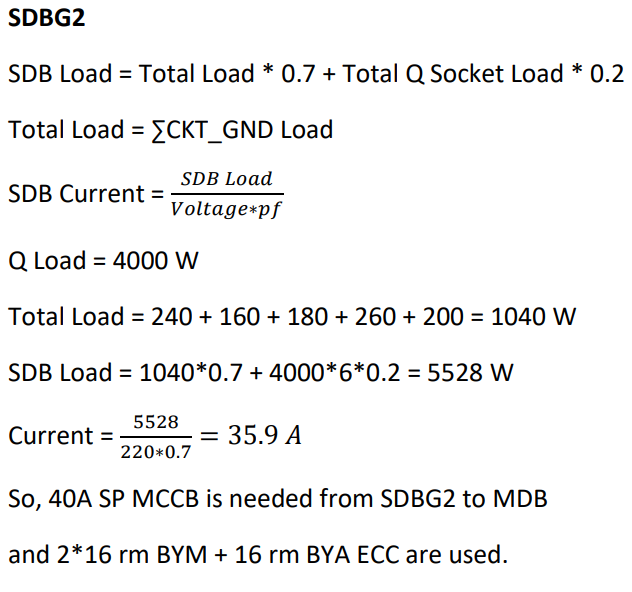 SDBG2
SDB Load = Total Load * 0.7 + Total Q Socket Load * 0.2
Total Load = ∑CKT_GND Load
SDB Current = SDB Load / Voltage*pf
Q Load = 4000 W
Total Load = 240 + 160 + 180 + 260 + 200 = 1040 W
SDB Load = 1040*0.7 + 4000*6*0.2 = 5528 W
Current = 5528 / 220*0.7 = 35.9 A
So, 40A SP MCCB is needed from SDBG2 to MDB
and 2*16 rm BYM + 16 rm BYA ECC are used.